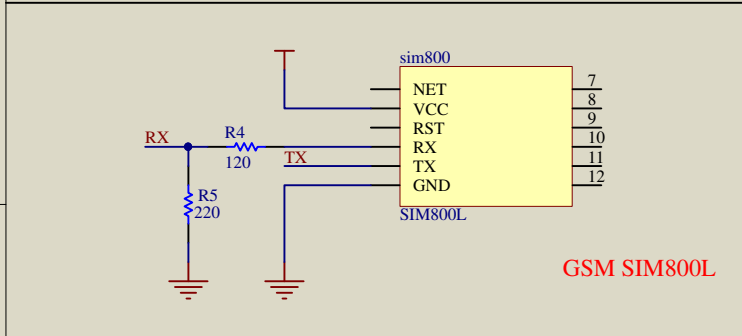 sim800
NET
VCC
RST
RX
TX
GND
7
8
9
10
11
12
SIM800L
RX
R4
120
TX
R5
220
GSM SIM800L